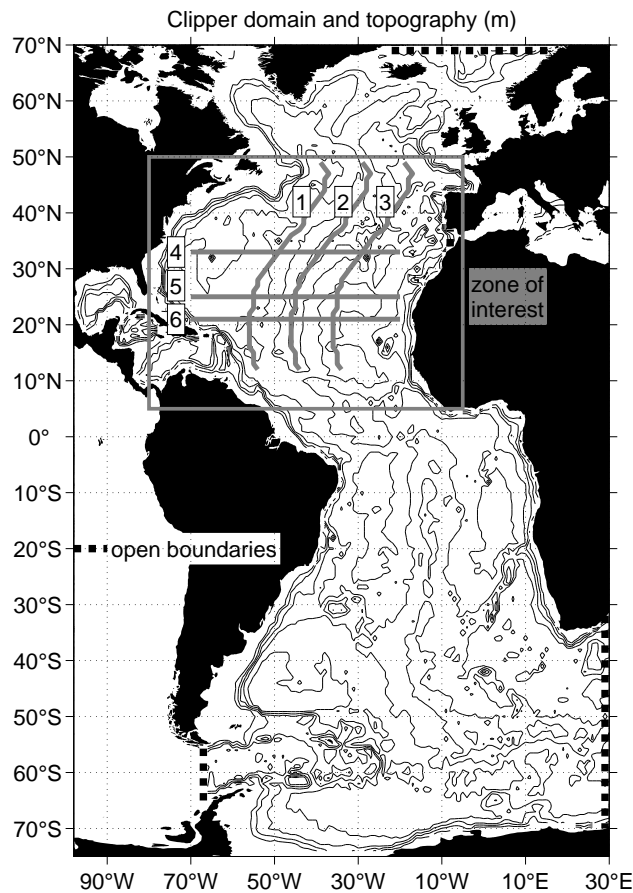 Clipper domain and topography (m)
70°N
60°N
50°N
40°N
30°N
20°N
10°N
0°
10°S
20°S
30°S
40°S
50°S
60°S
70°S
1
2
3
4
5
6
zone of
interest
open boundaries
90°W
70°W
50°W
30°W
10°W
10°E
30°E